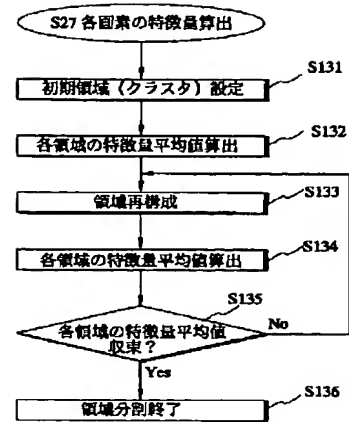 S27 各画素の特徴量算出
S131
初期領域（クラスタ）設定
S132
各領域の特徴量平均値算出
S133
領域再構成
S134
各領域の特徴量平均値算出
S135
各領域の特徴量平均値
収束？
No
Yes
S136
領域分割終了